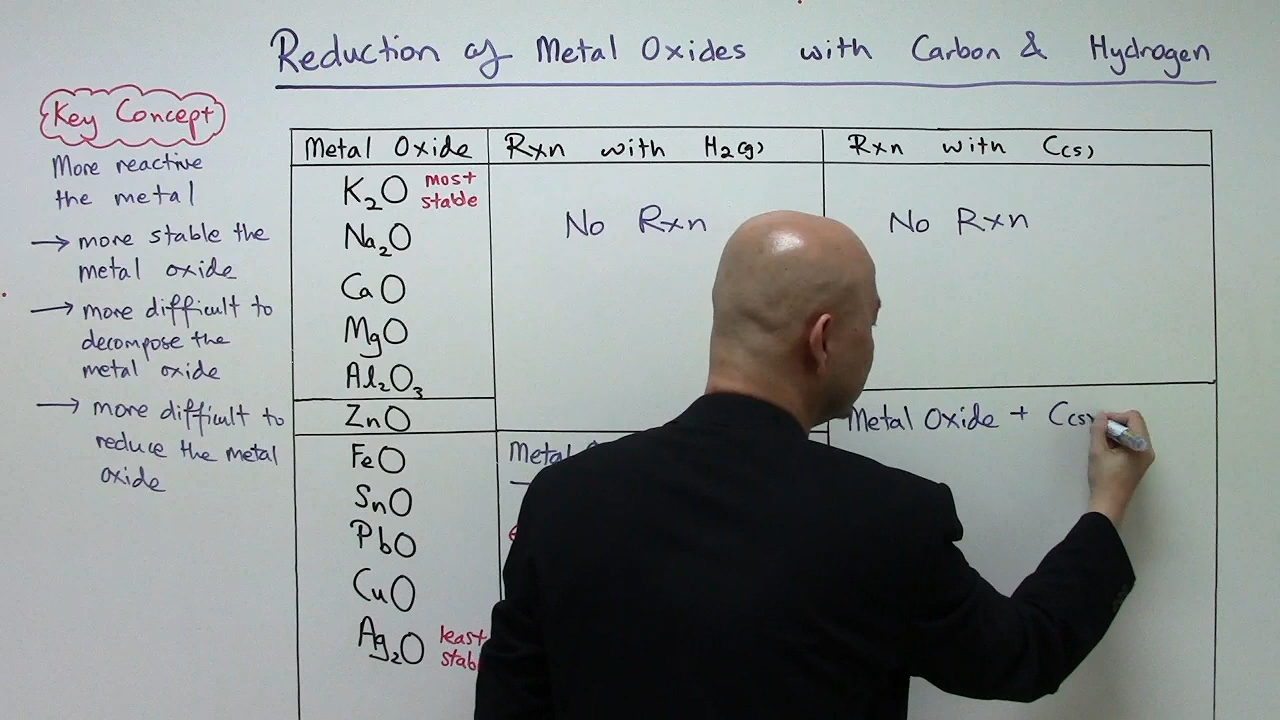 Reduction of Metal Oxides with Carbon & Hydrogen
Key Concept
More reactive
the metal
→ more stable the
metal oxide
→ more difficult to
decompose the
metal oxide
→ more difficult to
reduce the metal
oxide
Metal Oxide
Rxn with H2(g)
Rxn with C(s)
K2O most
stable
Na2O
CaO
MgO
Al2O3
ZnO
FeO
SnO
PbO
CuO
Ag2O least
No Rxn
Metal
No Rxn
Metal Oxide + C(s)